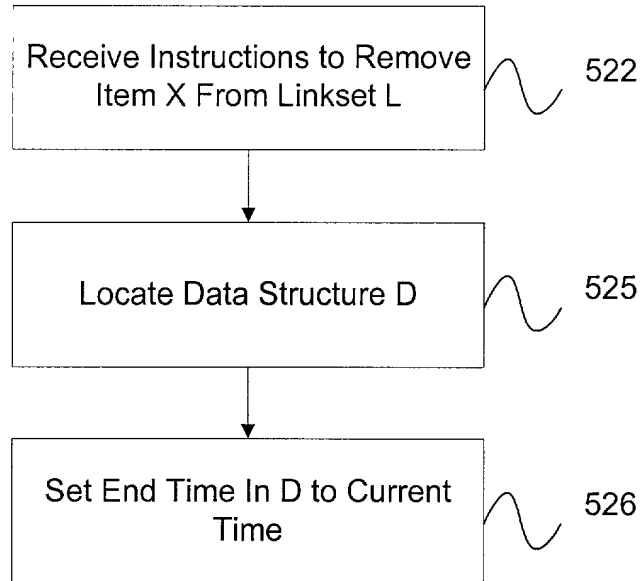 Receive Instructions to Remove
Item X From Linkset L
522
Locate Data Structure D
525
Set End Time In D to Current
Time
526